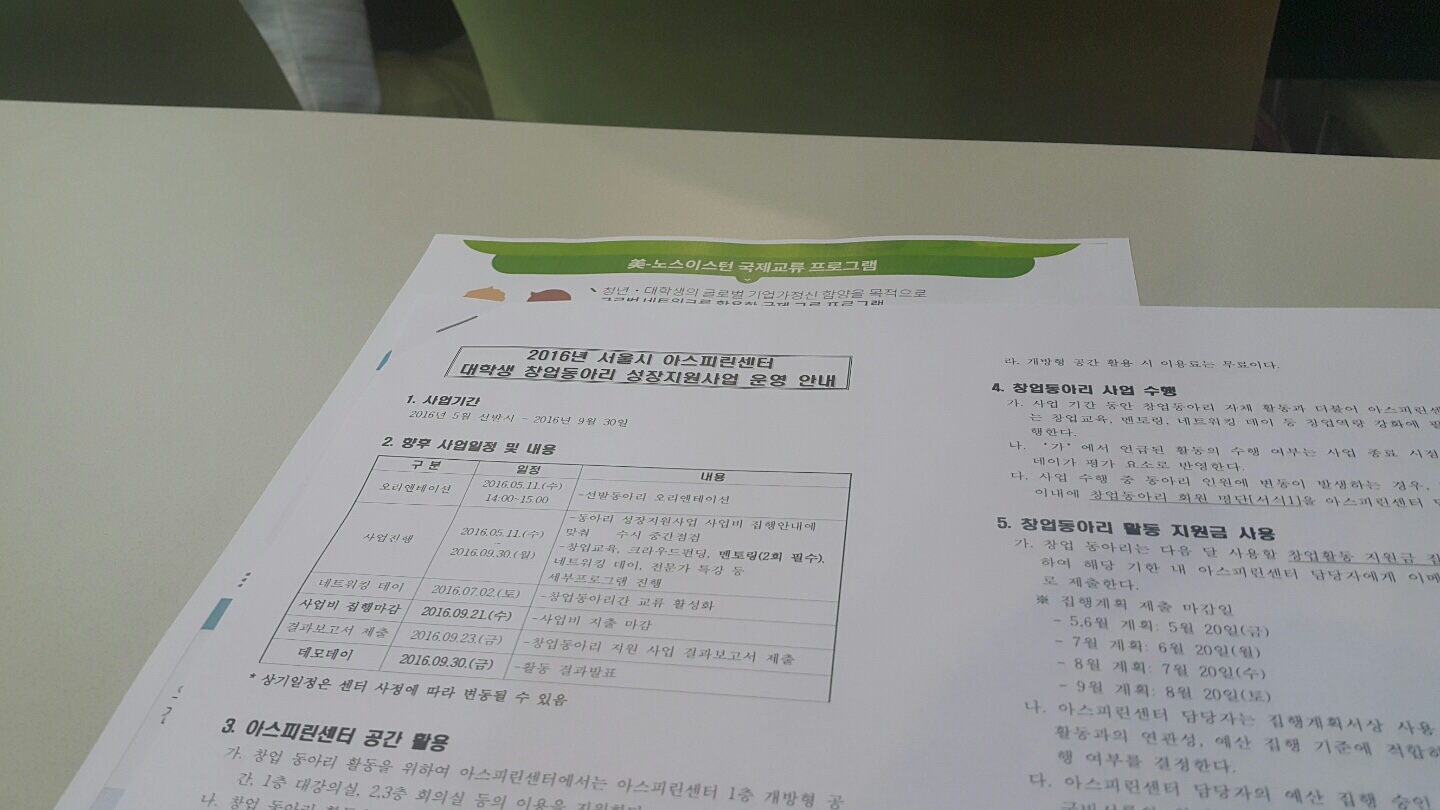 美-노스이스턴 국제교류 프로그램
청년·대학생의 글로벌 기업가정신 함양을 목적으로
글로벌 네트워크를 활용한 국제 교류 프로그램
2016년 서울시 아스피린센터
대학생 창업동아리 성장지원사업 운영 안내
1. 사업기간
2016년 5월 선발시 - 2016년 9월 30일
2. 향후 사업일정 및 내용
구 분 일정 내용
오리엔테이션 2016.05.11.(수) 14:00~15:00 -선발동아리 오리엔테이션
사업진행 2016.05.11.(수) ~ 2016.09.30.(월)
-동아리 성장지원사업 사업비 집행안내에
맞춰 수시 중간점검
-창업교육, 크라우드펀딩, 멘토링(2회 필수),
네트워킹 데이, 전문가 특강 등
세부프로그램 진행
네트워킹 데이 2016.07.02.(토) -창업동아리간 교류 활성화
사업비 집행마감 2016.09.21.(수) -사업비 지출 마감
결과보고서 제출 2016.09.23.(금) -창업동아리 지원 사업 결과보고서 제출
데모데이 2016.09.30.(금) -활동 결과발표
* 상기일정은 센터 사정에 따라 변동될 수 있음
3. 아스피린센터 공간 활용
가. 창업 동아리 활동을 위하여 아스피린센터에서는 아스피린센터 1층 개방형 공
간, 1층 대강의실, 2,3층 회의실 등의 이용을 지원한다.
나. 창업 동아리
라. 개방형 공간 활용 시 이용료는 무료이다.
4. 창업동아리 사업 수행
가. 사업 기간 동안 창업동아리 자체 활동과 더불어 아스피린센
는 창업교육, 멘토링, 네트워킹 데이 등 창업역량 강화에 필
행한다.
나. '가' 에서 언급된 활동의 수행 여부는 사업 종료 시점
데이가 평가 요소로 반영한다.
다. 사업 수행 중 동아리 인원에 변동이 발생하는 경우,
이내에 창업동아리 회원 명단[서식1]을 아스피린센터 담
5. 창업동아리 활동 지원금 사용
가. 창업 동아리는 다음 달 사용할 창업활동 지원금 집
하여 해당 기한 내 아스피린센터 담당자에게 이메
로 제출한다.
※ 집행계획 제출 마감일
- 5,6월 계획: 5월 20일(금)
- 7월 계획: 6월 20일(월)
- 8월 계획: 7월 20일(수)
- 9월 계획: 8월 20일(토)
나. 아스피린센터 담당자는 집행계획서상 사용
활동과의 연관성, 예산 집행 기준에 적합하
행 여부를 결정한다.
다. 아스피린센터 담당자의 예산 집행 승인